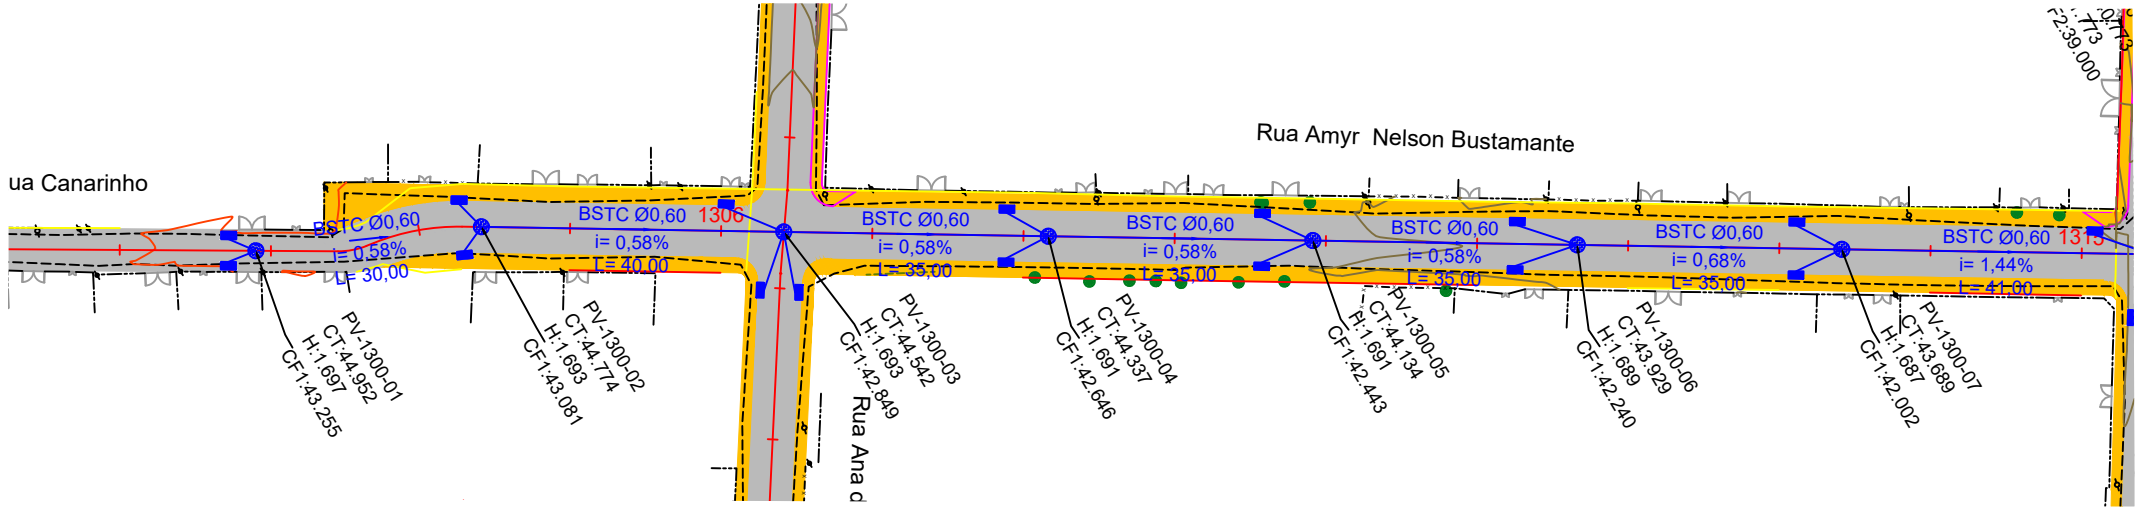 ua Canarinho
Rua Amyr Nelson Bustamante
Rua Ana d
773
F2:39.000
1306
1315
BSTC Ø0,60
i= 0,58%
L= 30,00
BSTC Ø0,60
i= 0,58%
L= 40,00
BSTC Ø0,60
i= 0,58%
L= 35,00
BSTC Ø0,60
i= 0,58%
L= 35,00
BSTC Ø0,60
i= 0,58%
L= 35,00
BSTC Ø0,60
i= 0,68%
L= 35,00
BSTC Ø0,60
i= 1,44%
L= 41,00
PV-1300-01
CT:44.952
H:1.697
CF1:43.255
PV-1300-02
CT:44.774
H:1.693
CF1:43.081
PV-1300-03
CT:44.542
H:1.693
CF1:42.849
PV-1300-04
CT:44.337
H:1.691
CF1:42.646
PV-1300-05
CT:44.134
H:1.691
CF1:42.443
PV-1300-06
CT:43.929
H:1.689
CF1:42.240
PV-1300-07
CT:43.689
H:1.687
CF1:42.002